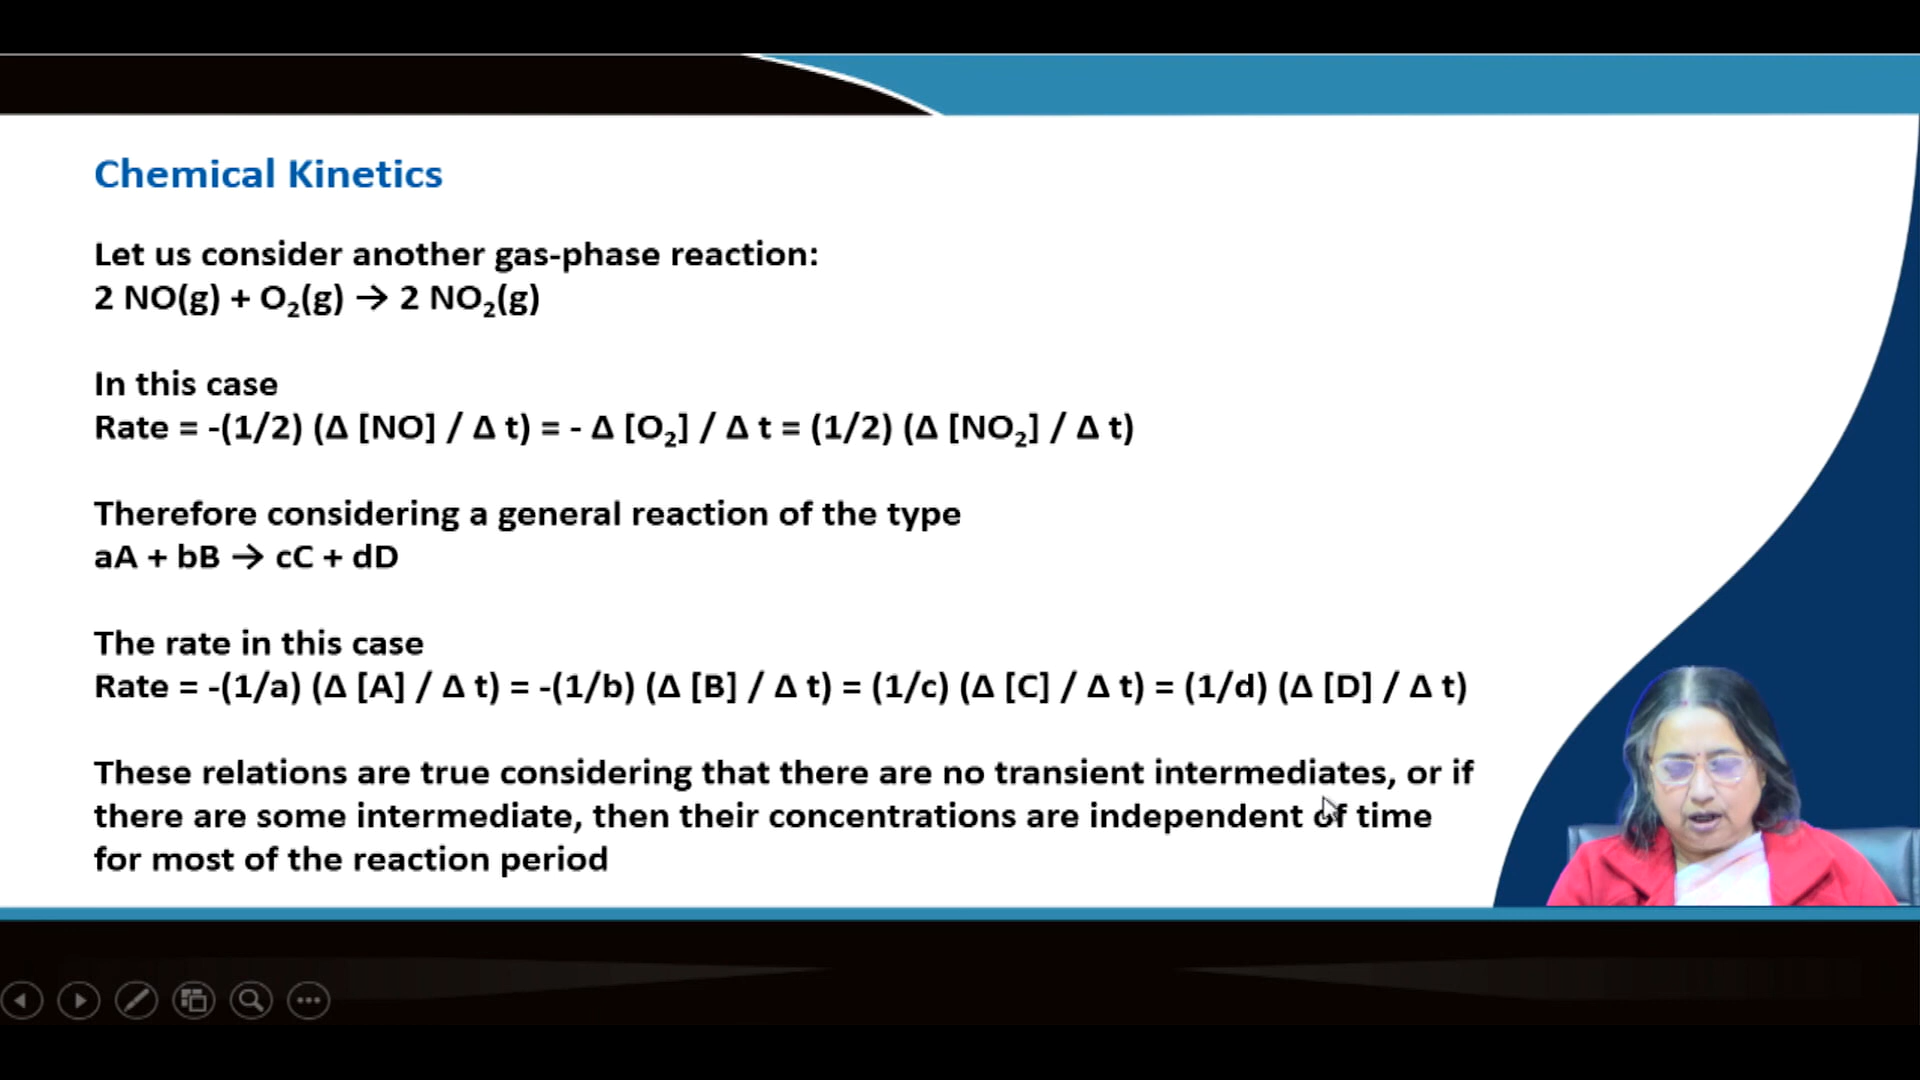 Chemical Kinetics
Let us consider another gas-phase reaction:
2 NO(g) + O₂(g) → 2 NO₂(g)
In this case
Rate = -(1/2) (Δ [NO] / Δ t) = - Δ [O₂] / Δ t = (1/2) (Δ [NO₂] / Δ t)
Therefore considering a general reaction of the type
aA + bB → cC + dD
The rate in this case
Rate = -(1/a) (Δ [A] / Δ t) = -(1/b) (Δ [B] / Δ t) = (1/c) (Δ [C] / Δ t) = (1/d) (Δ [D] / Δ t)
These relations are true considering that there are no transient intermediates, or if
there are some intermediate, then their concentrations are independent of time
for most of the reaction period